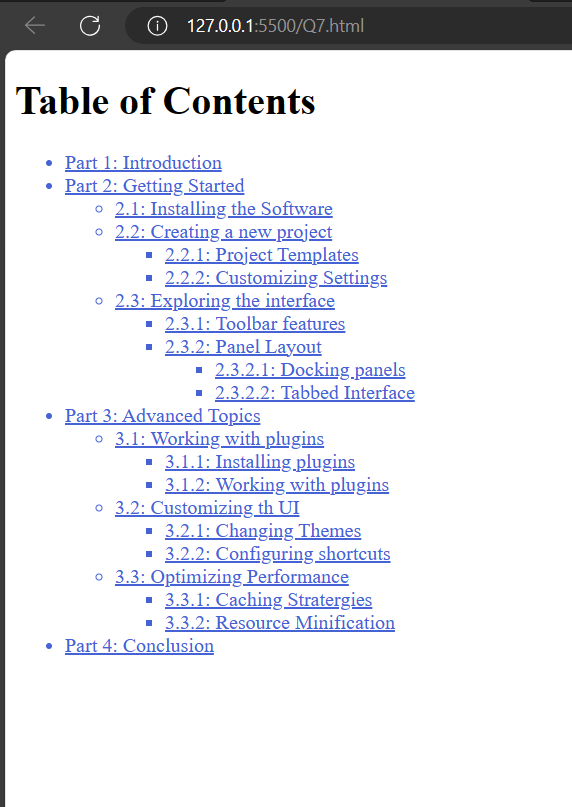 127.0.0.1:5500/Q7.html
Table of Contents
Part 1: Introduction
Part 2: Getting Started
2.1: Installing the Software
2.2: Creating a new project
2.2.1: Project Templates
2.2.2: Customizing Settings
2.3: Exploring the interface
2.3.1: Toolbar features
2.3.2: Panel Layout
2.3.2.1: Docking panels
2.3.2.2: Tabbed Interface
Part 3: Advanced Topics
3.1: Working with plugins
3.1.1: Installing plugins
3.1.2: Working with plugins
3.2: Customizing th UI
3.2.1: Changing Themes
3.2.2: Configuring shortcuts
3.3: Optimizing Performance
3.3.1: Caching Stratergies
3.3.2: Resource Minification
Part 4: Conclusion